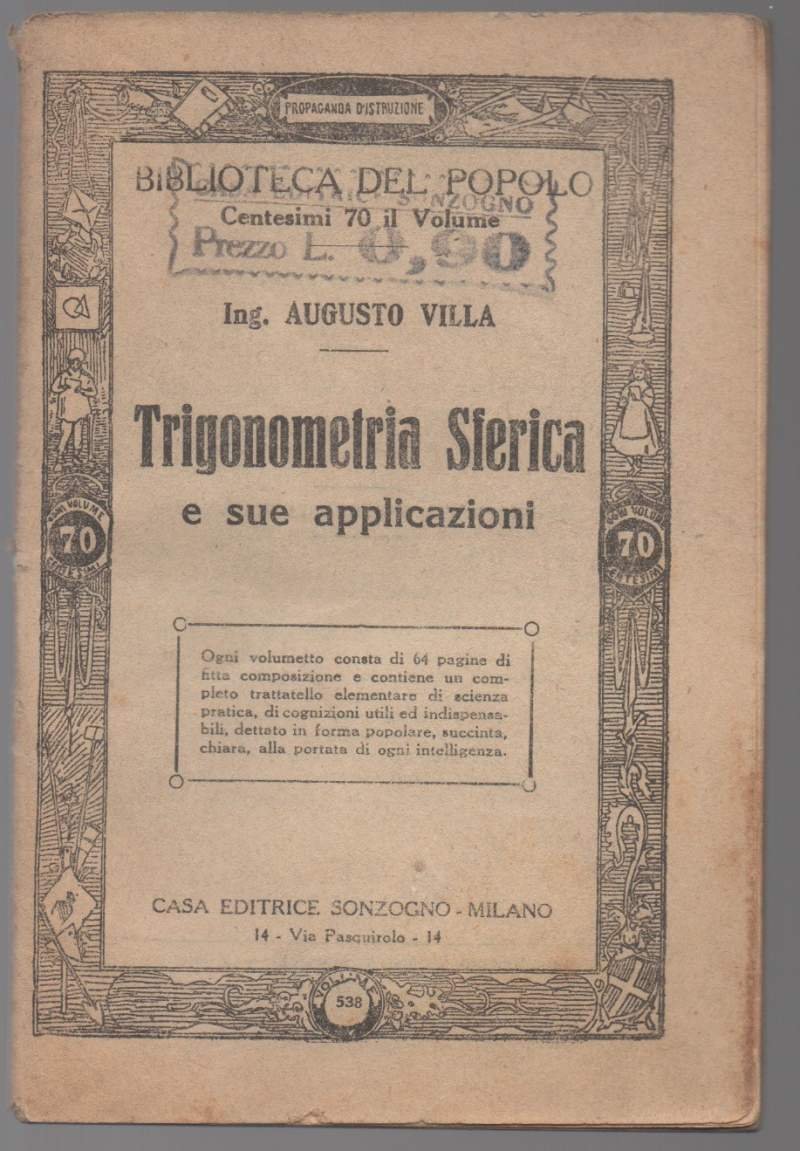 PROPAGANDA D'ISTRUZIONE
BIBLIOTECA DEL POPOLO
SONZOGNO
Centesimi 70 il Volume
Prezzo L. 0,90
Ing. AUGUSTO VILLA
Trigonometria Sferica
e sue applicazioni
OGNI VOLUME
70
CENTESIMI
OGNI VOLUME
70
CENTESIMI
Ogni volumetto consta di 64 pagine di
fitta composizione e contiene un com-
pleto trattatello elementare di scienza
pratica, di cognizioni utili ed indispensa-
bili, dettato in forma popolare, succinta,
chiara, alla portata di ogni intelligenza.
CASA EDITRICE SONZOGNO - MILANO
14 - Via Pasquirolo - 14
VOLUME
538